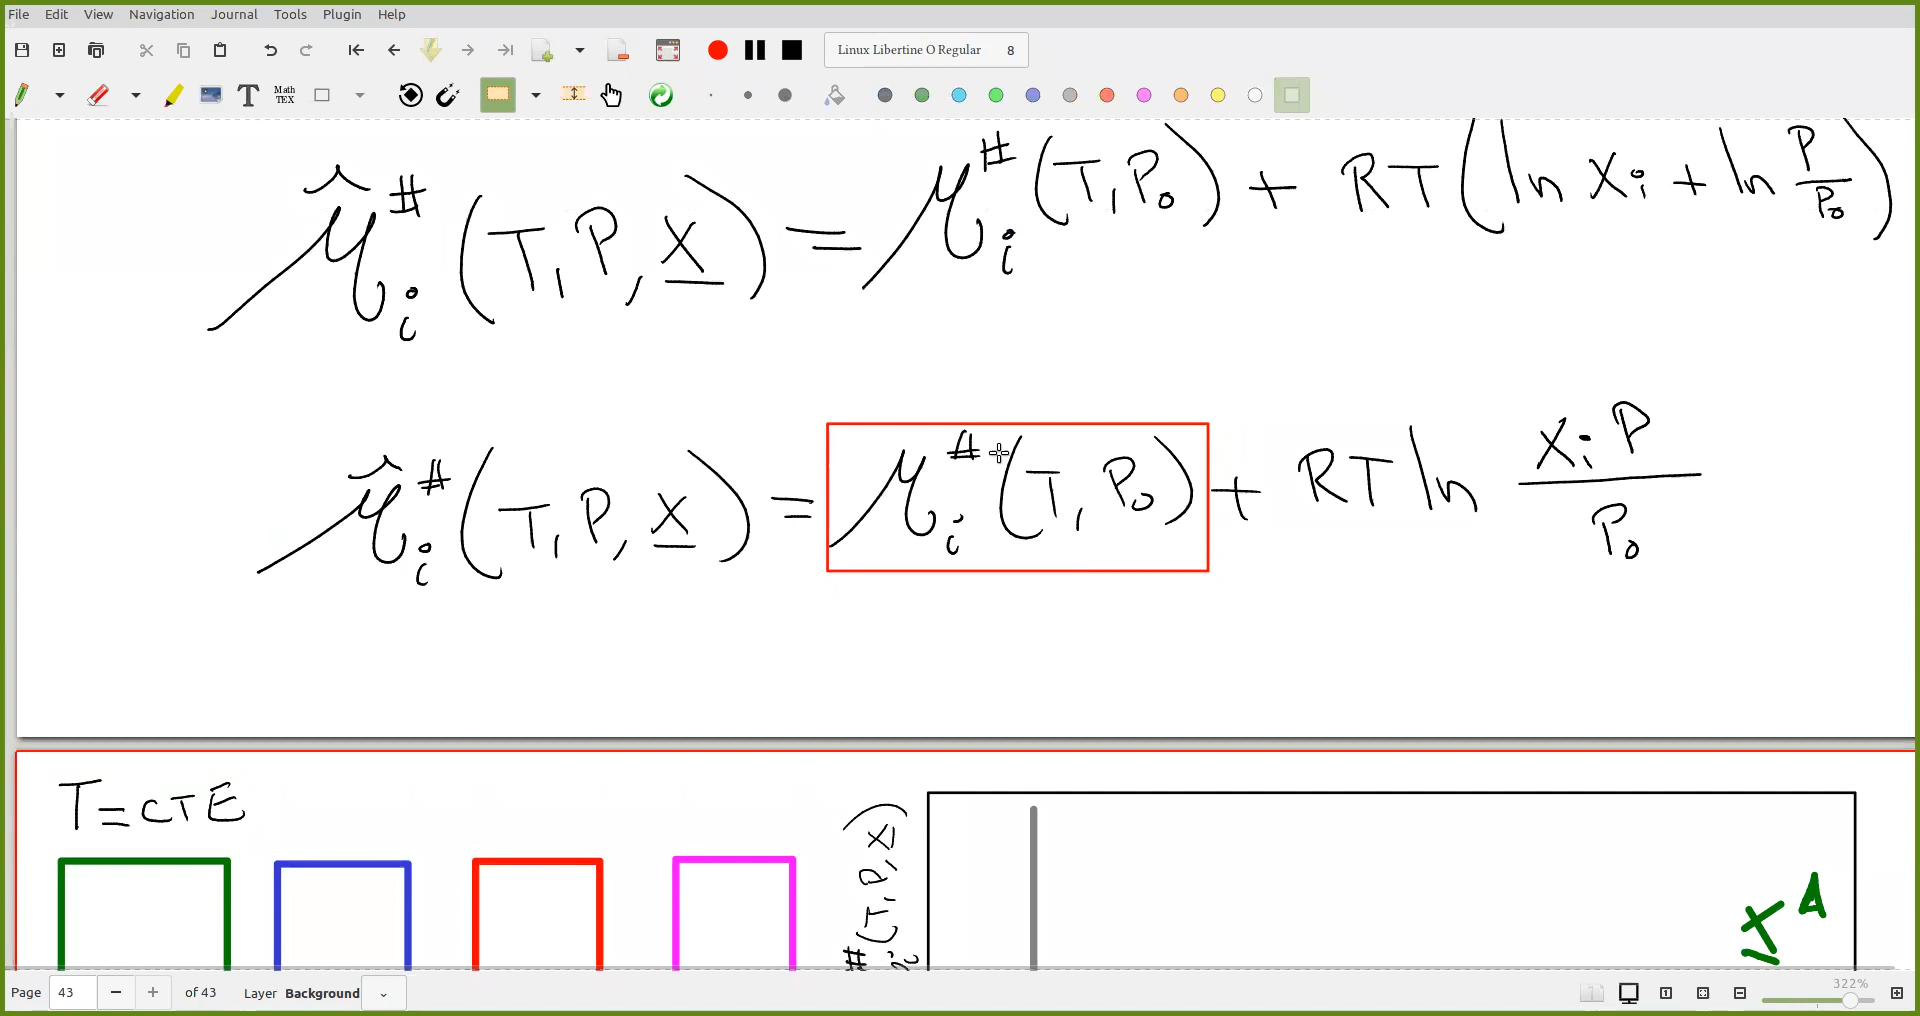 File Edit View Navigation Journal Tools Plugin Help
Linux Libertine O Regular 8
Math TEX
μ̂ᵢ^# (T, P, X) = μᵢ^# (T, P₀) + RT (ln Xᵢ + ln P/P₀)
μ̂ᵢ^# (T, P, X) = μᵢ^# (T, P₀) + RT ln XᵢP/P₀
T = CTE
#ᵢ (T, P, X)
X^A
Page 43 of 43 Layer Background 322%